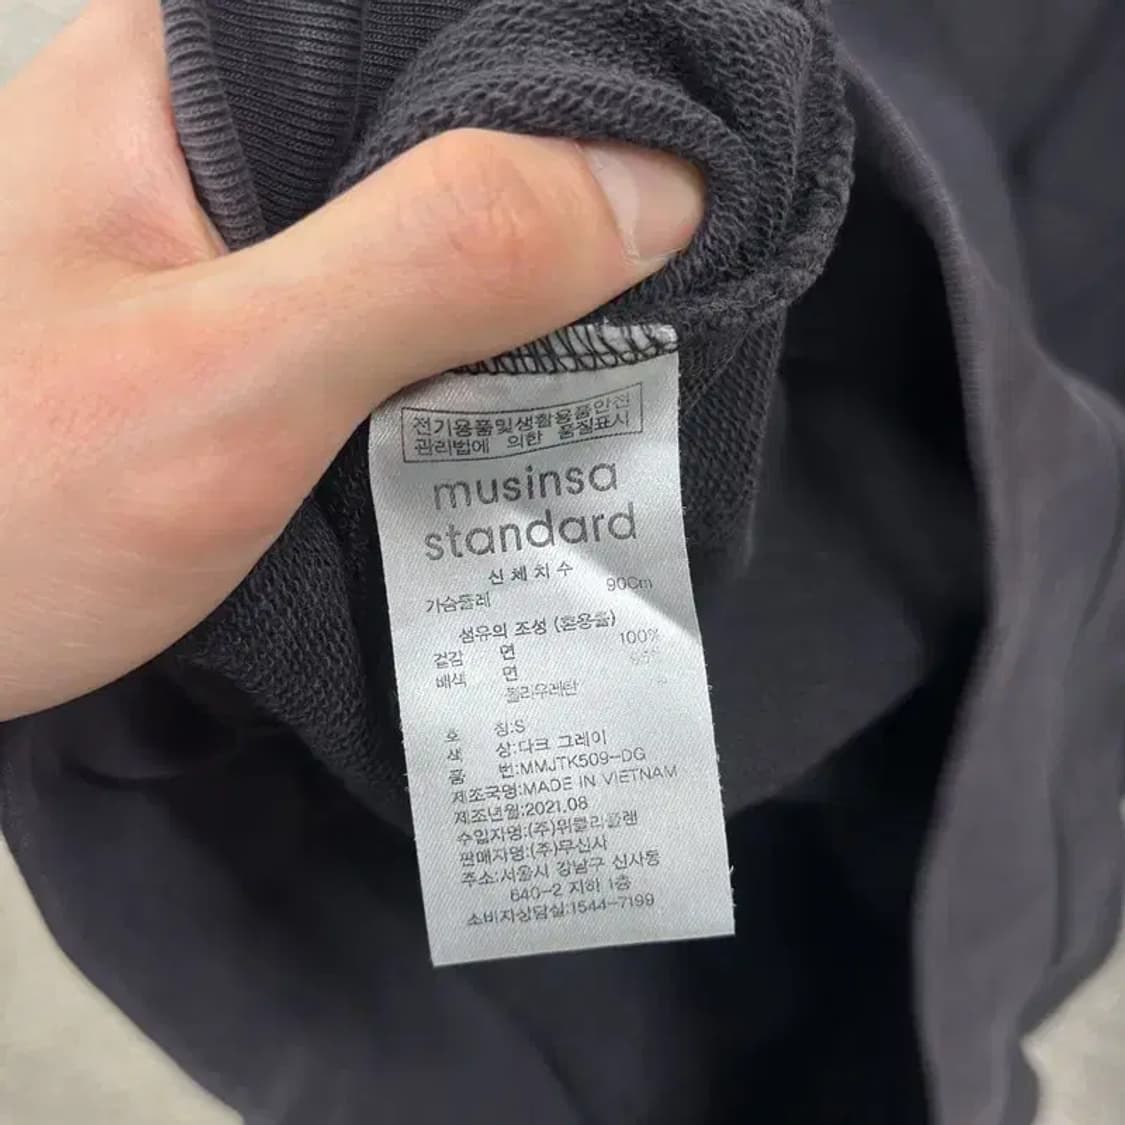 전기용품및생활용품안전
관리법에 의한 품질표시
musinsa
standard
신체치수
가슴둘레 90Cm
섬유의 조성 (혼용율)
겉감 면 100%
배색 면 95%
폴리우레탄
호 칭:S
색 상:다크 그레이
품 번:MMJTK509-DG
제조국명:MADE IN VIETNAM
제조년월:2021.08
수입자명:(주)위클리플랜
판매자명:(주)무신사
주소:서울시 강남구 신사동
640-2 지하 1층
소비자상담실:1544-7199